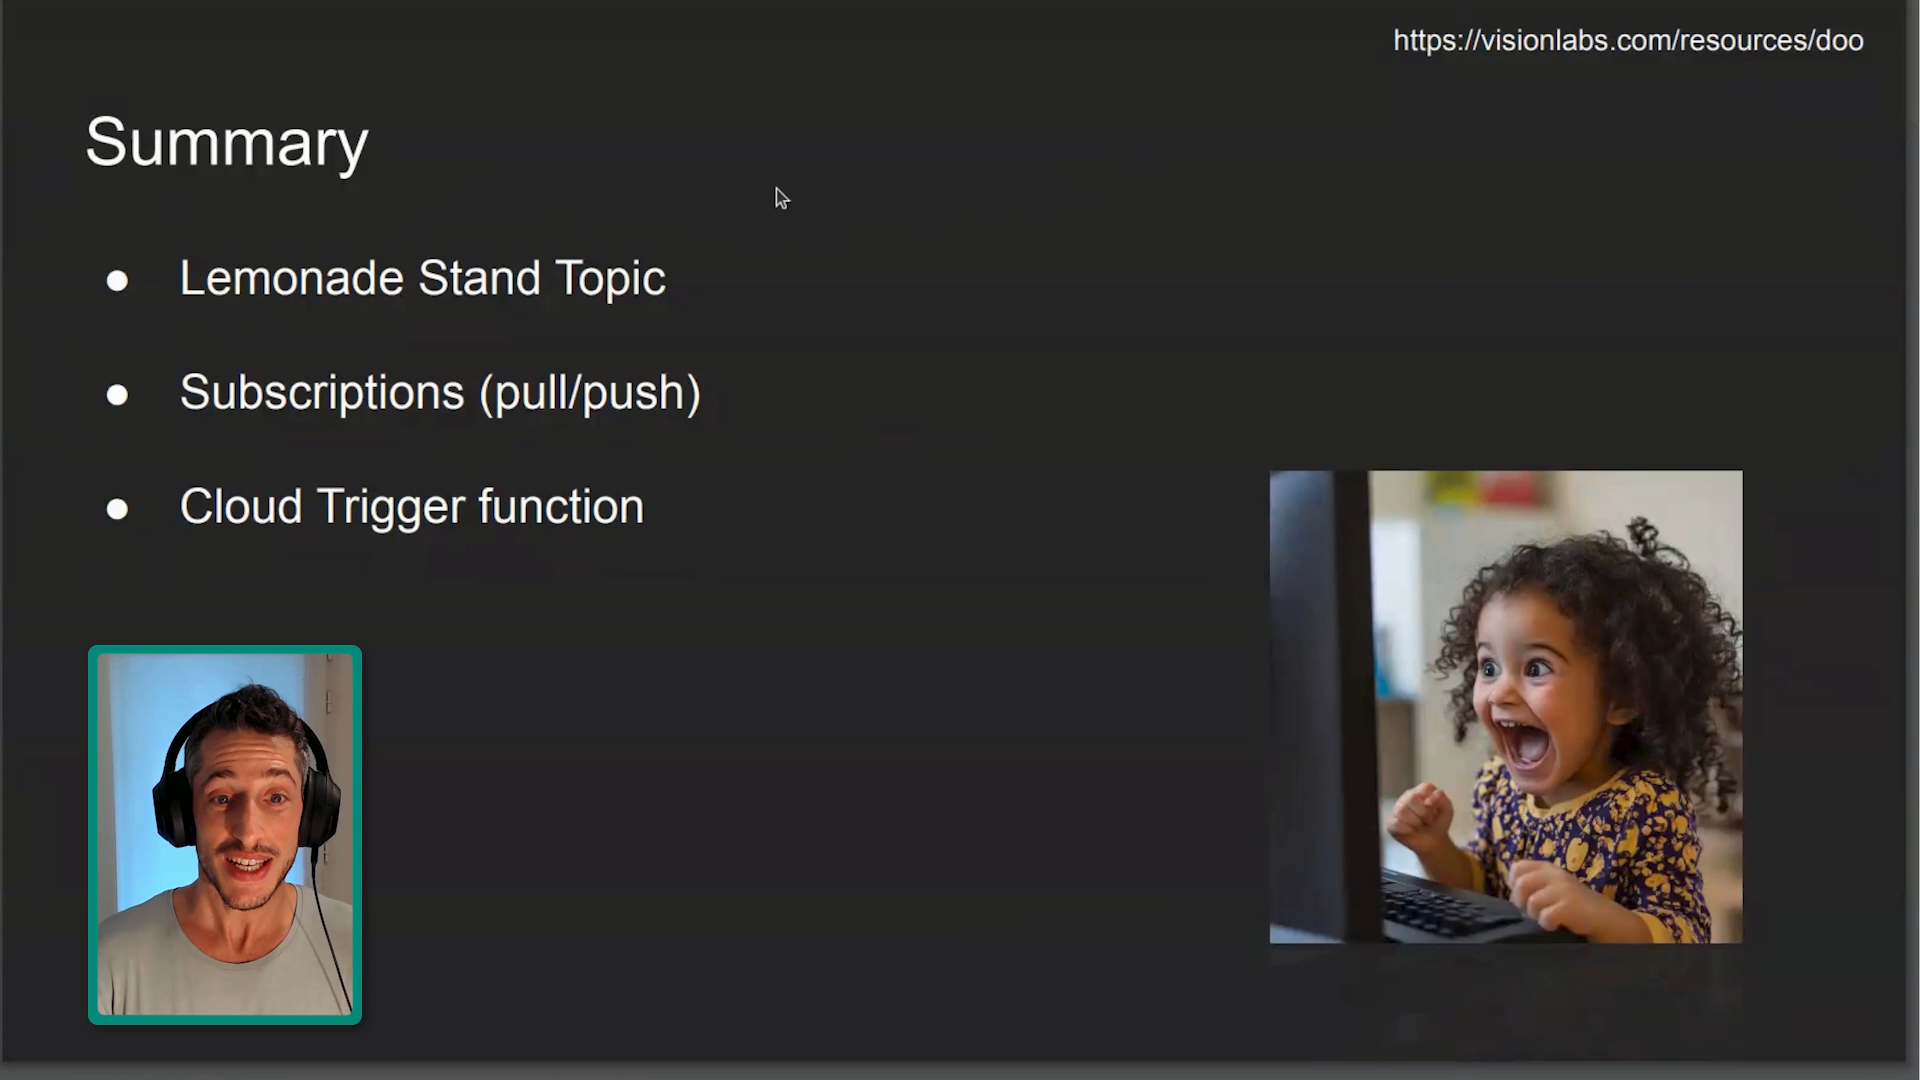 https://visionlabs.com/resources/doo
Summary
● Lemonade Stand Topic
● Subscriptions (pull/push)
● Cloud Trigger function